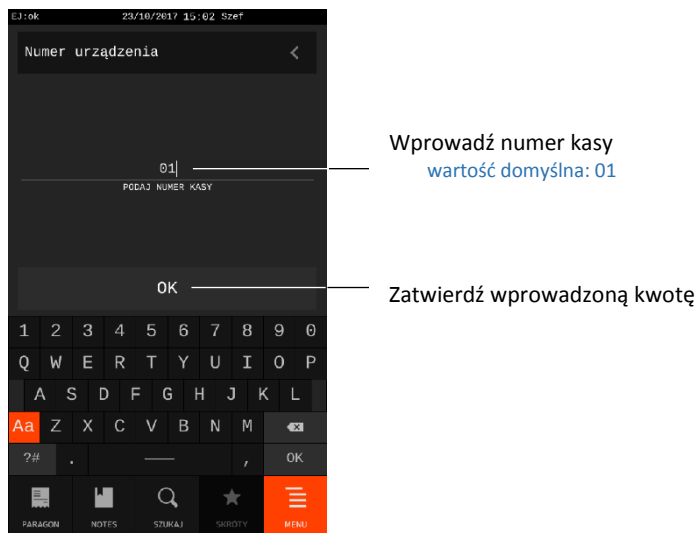 EJ:ok 23/10/2017 15:02 Szef
Numer urządzenia
01
PODAJ NUMER KASY
Wprowadź numer kasy
wartość domyślna: 01
OK
Zatwierdź wprowadzoną kwotę
1 2 3 4 5 6 7 8 9 0
Q W E R T Y U I O P
A S D F G H J K L
Aa Z X C V B N M
?# . , OK
PARAGON NOTES SZUKAJ SKRÓTY MENU